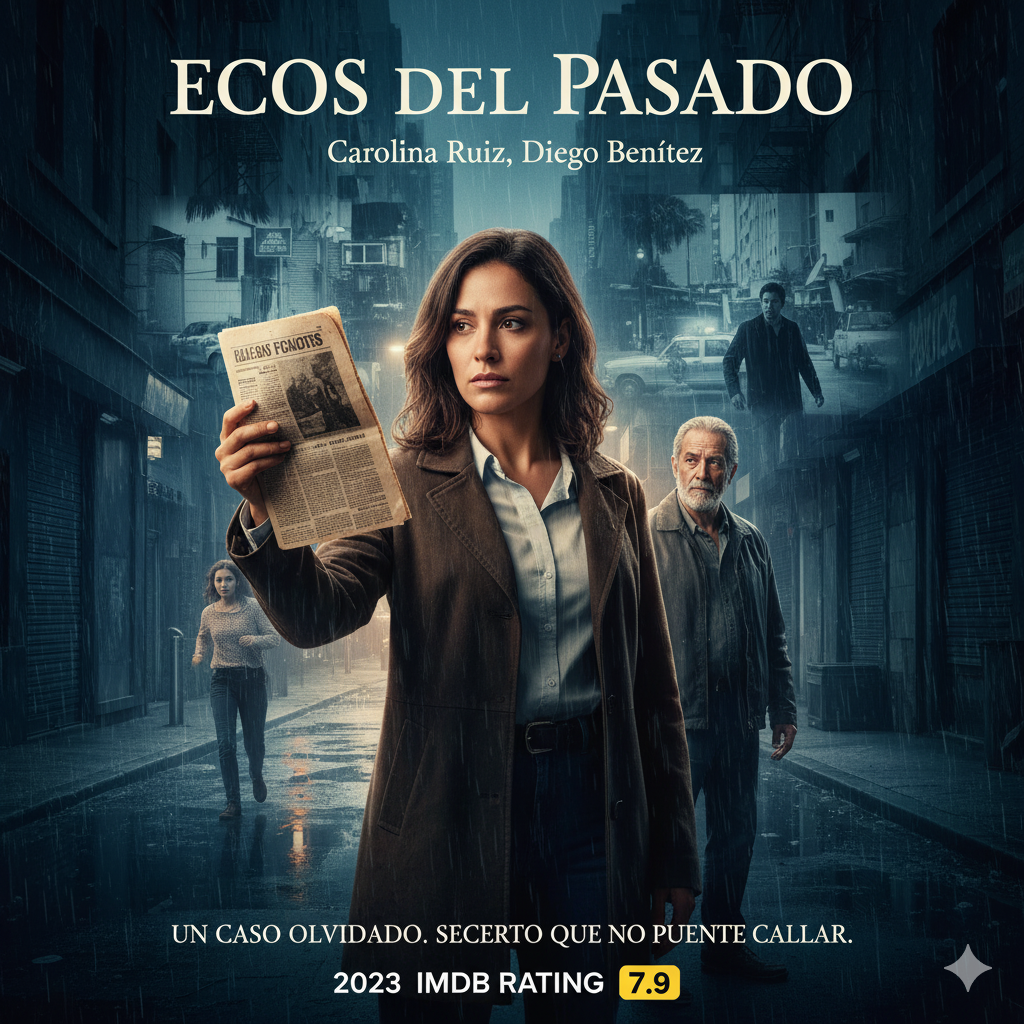 ECOS DEL PASADO
Carolina Ruiz, Diego Benítez
UN CASO OLVIDADO. SECERTO QUE NO PUENTE CALLAR.
2023 IMDB RATING 7.9